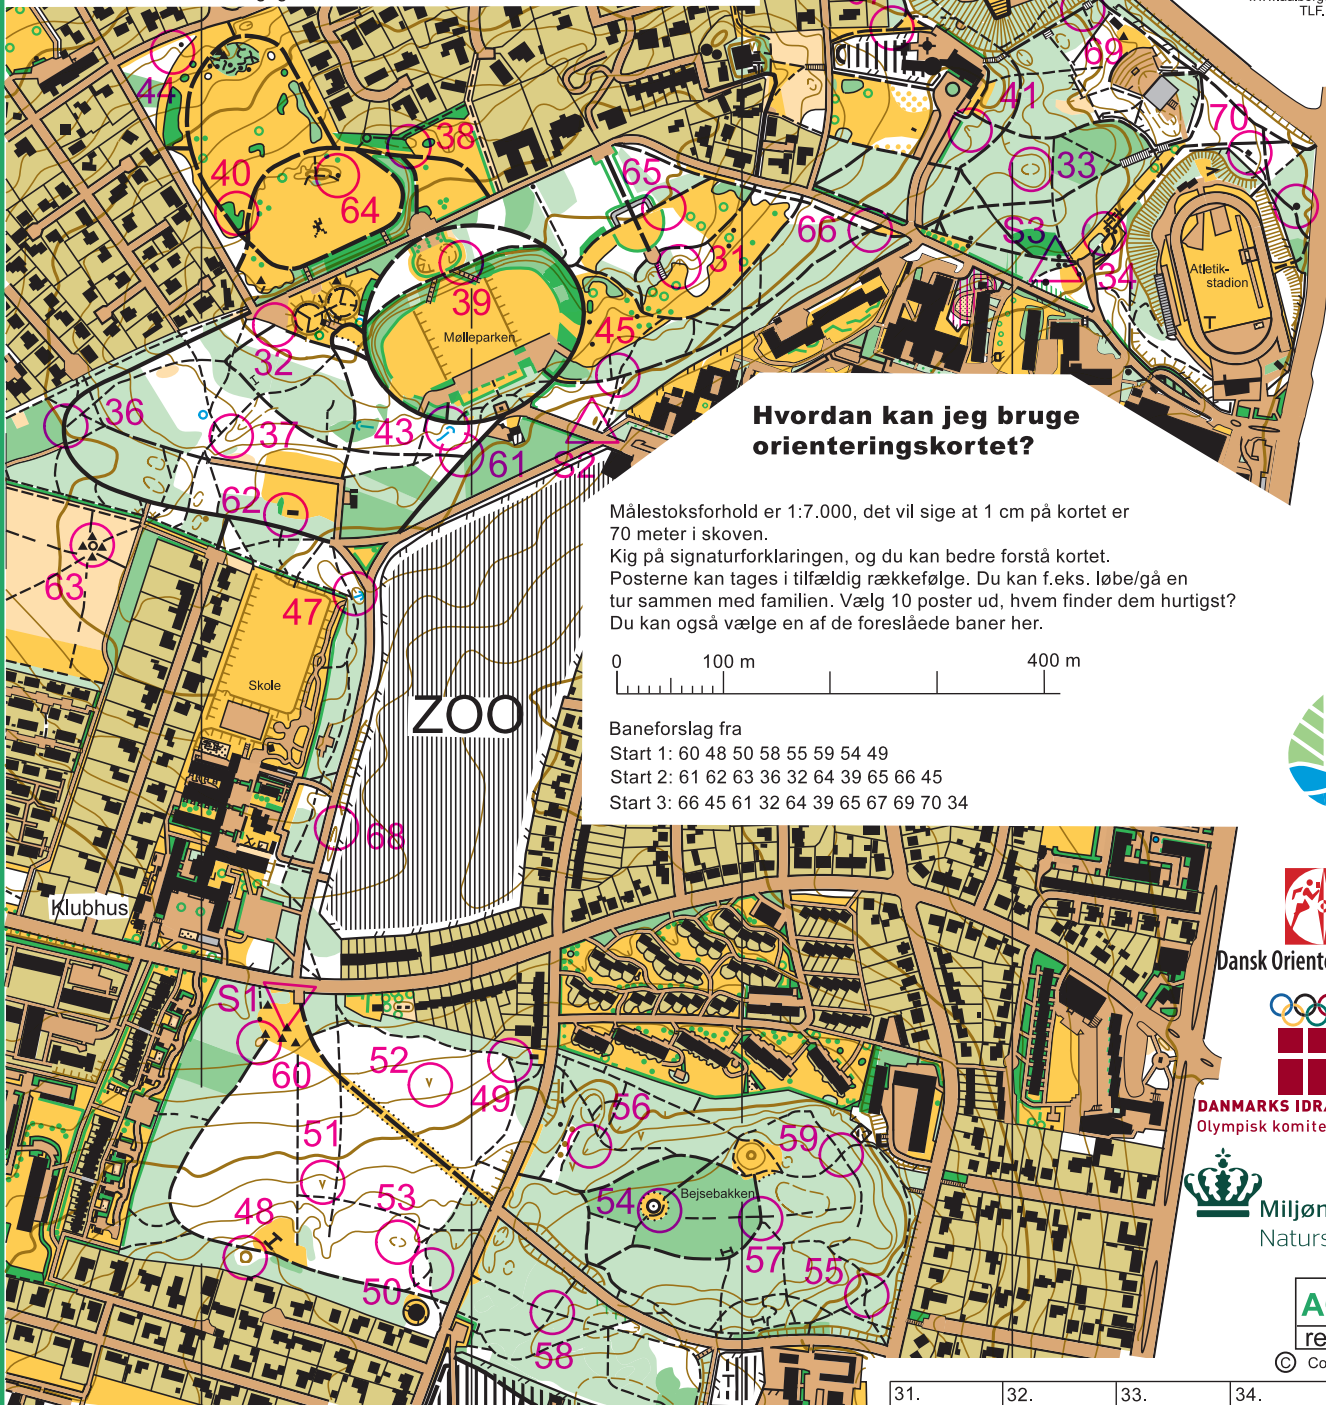 TLF.
69
44
41
70
38
40
33
65
64
66
S3
31
34
Atletik-
stadion
39
Mølleparken
45
32
36
37
43
61
S2
62
63
47
Skole
ZOO
68
Klubhus
Hvordan kan jeg bruge
orienteringskortet?
Målestoksforhold er 1:7.000, det vil sige at 1 cm på kortet er
70 meter i skoven.
Kig på signaturforklaringen, og du kan bedre forstå kortet.
Posterne kan tages i tilfældig rækkefølge. Du kan f.eks. løbe/gå en
tur sammen med familien. Vælg 10 poster ud, hvem finder dem hurtigst?
Du kan også vælge en af de foreslåede baner her.
0 100 m 400 m
Baneforslag fra
Start 1: 60 48 50 58 55 59 54 49
Start 2: 61 62 63 36 32 64 39 65 66 45
Start 3: 66 45 61 32 64 39 65 67 69 70 34
S1
60
52
49
56
51
59
54
Bejsebakken
53
48
57
50
55
58
Dansk Oriente
DANMARKS IDRÆ
Olympisk komite
Miljøn
Naturs
A
re
© Co
31. 32. 33. 34.